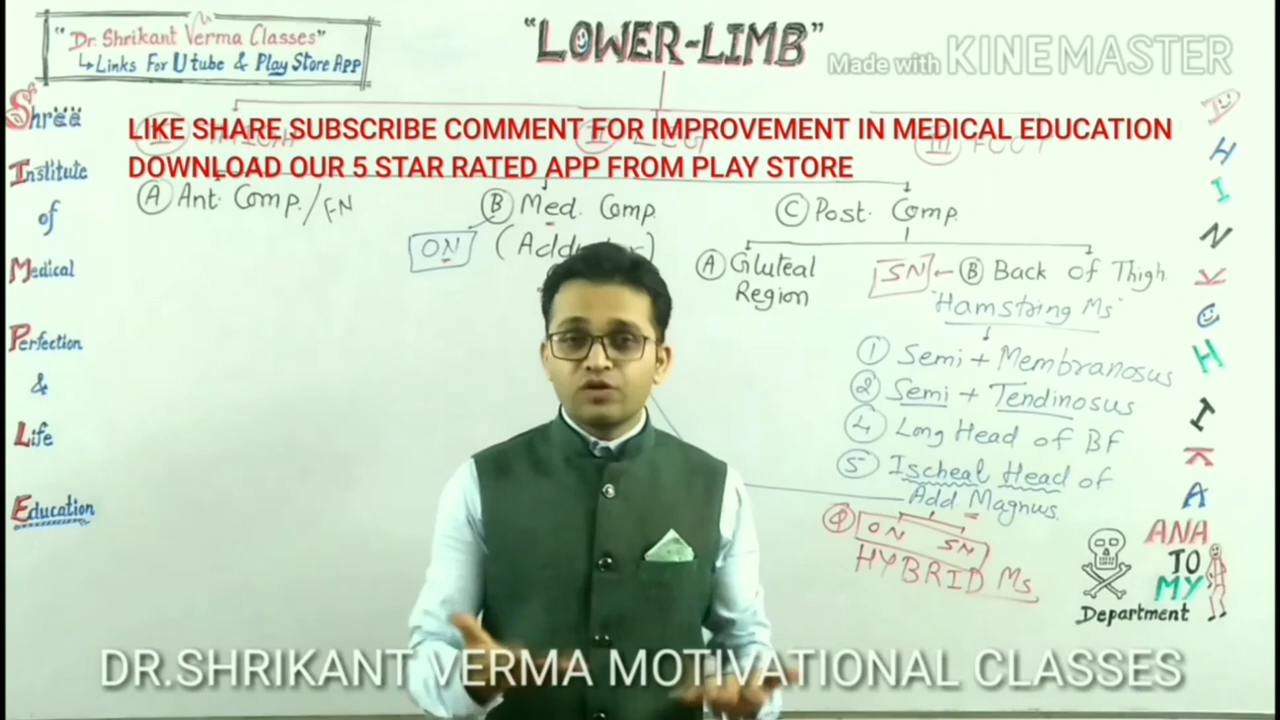 "Dr. Shrikant Verma Classes"
↳ Links For U tube & Play Store APP
"LOWER-LIMB"
Made with KINEMASTER
LIKE SHARE SUBSCRIBE COMMENT FOR IMPROVEMENT IN MEDICAL EDUCATION
DOWNLOAD OUR 5 STAR RATED APP FROM PLAY STORE
Shree
Institute
of
Medical
Perfection
&
Life
Education
III FOOT
A Ant. Comp./FN
B Med. Comp.
ON
C Post. Comp.
A Gluteal
Region
SN ← B Back of Thigh
"Hamstring Ms"
1 Semi + Membranosus
2 Semi + Tendinosus
4 Long Head of BF
5 Ischeal Head of
Add. Magnus.
ON SN
HYBRID Ms
D
H
I
N
K
C
H
I
K
A
ANA
TO
MY
Department
DR.SHRIKANT VERMA MOTIVATIONAL CLASSES